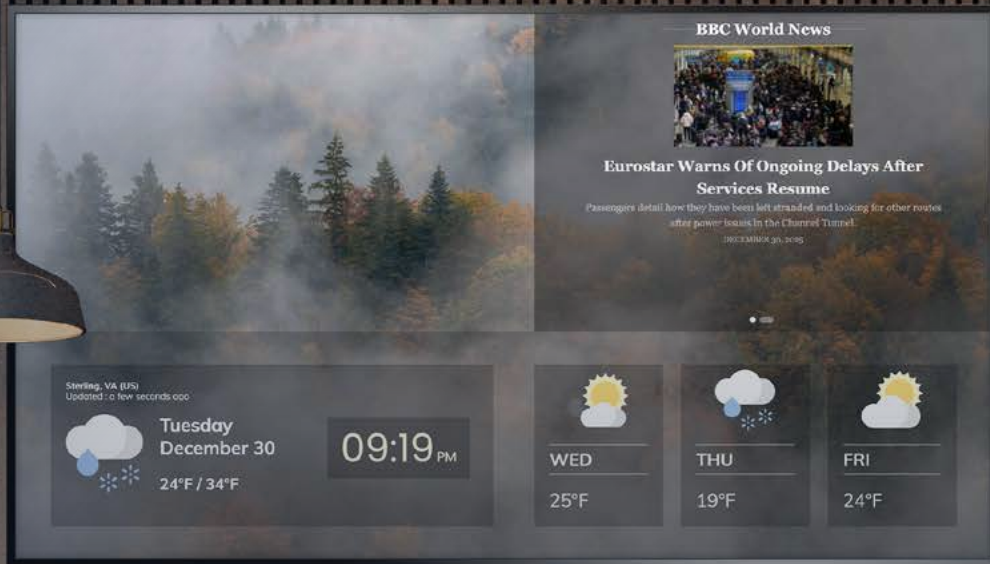 BBC World News
Eurostar Warns Of Ongoing Delays After
Services Resume
Passengers detail how they have been left stranded and looking for other routes
after power issues in the Channel Tunnel
DECEMBER 30, 2025
Sterling, VA (US)
Updated : a few seconds ago
Tuesday
December 30
24°F / 34°F
09:19 PM
WED
25°F
THU
19°F
FRI
24°F